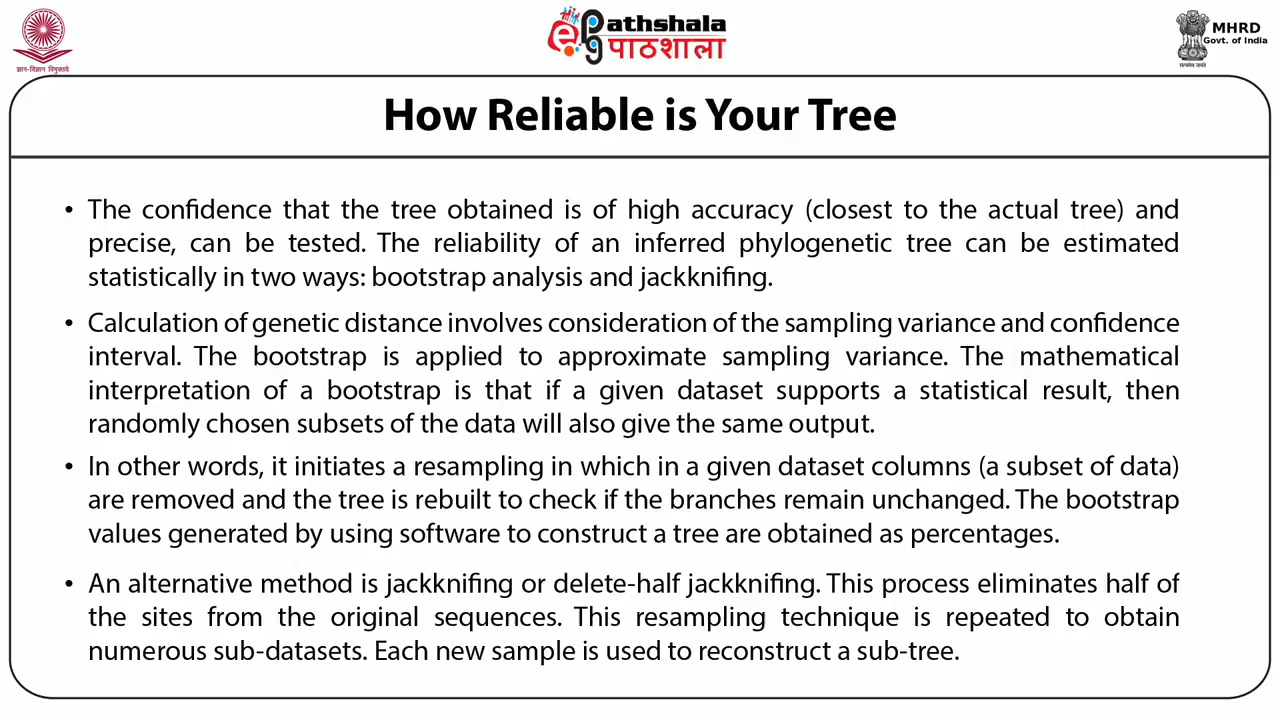 ज्ञान-विज्ञान विमुक्तये
ePathshala
पाठशाला
सत्यमेव जयते
MHRD
Govt. of India
How Reliable is Your Tree
• The confidence that the tree obtained is of high accuracy (closest to the actual tree) and
precise, can be tested. The reliability of an inferred phylogenetic tree can be estimated
statistically in two ways: bootstrap analysis and jackknifing.
• Calculation of genetic distance involves consideration of the sampling variance and confidence
interval. The bootstrap is applied to approximate sampling variance. The mathematical
interpretation of a bootstrap is that if a given dataset supports a statistical result, then
randomly chosen subsets of the data will also give the same output.
• In other words, it initiates a resampling in which in a given dataset columns (a subset of data)
are removed and the tree is rebuilt to check if the branches remain unchanged. The bootstrap
values generated by using software to construct a tree are obtained as percentages.
• An alternative method is jackknifing or delete-half jackknifing. This process eliminates half of
the sites from the original sequences. This resampling technique is repeated to obtain
numerous sub-datasets. Each new sample is used to reconstruct a sub-tree.